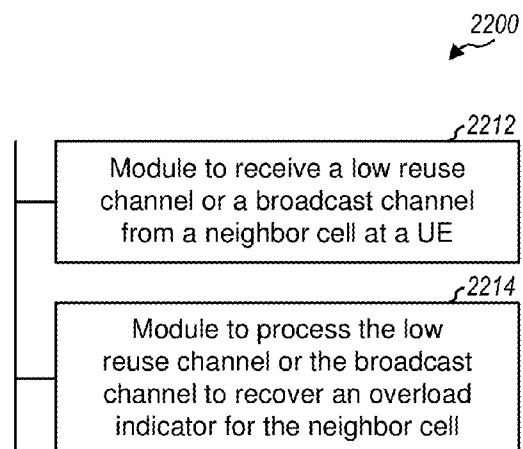 2200
2212
Module to receive a low reuse
channel or a broadcast channel
from a neighbor cell at a UE
2214
Module to process the low
reuse channel or the broadcast
channel to recover an overload
indicator for the neighbor cell